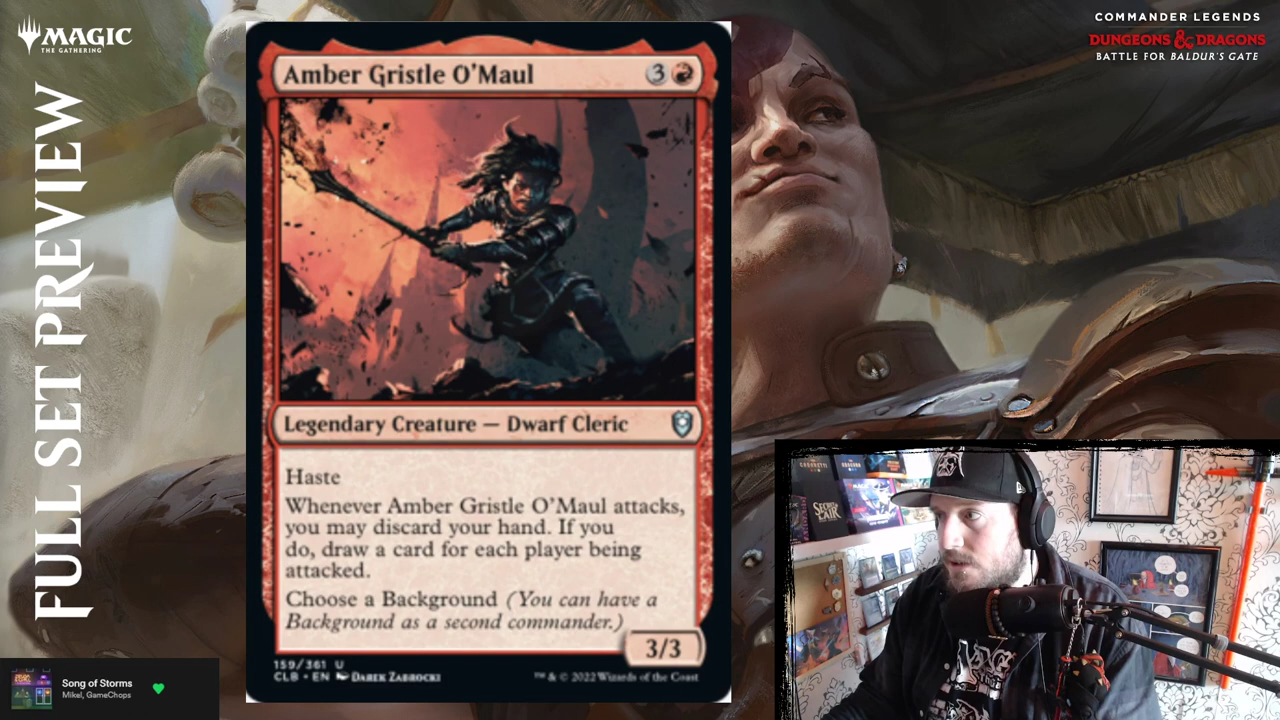 MAGIC
THE GATHERING
FULL SET PREVIEW
COMMANDER LEGENDS
DUNGEONS & DRAGONS
BATTLE FOR BALDUR'S GATE
Amber Gristle O'Maul 3
Legendary Creature — Dwarf Cleric
Haste
Whenever Amber Gristle O'Maul attacks,
you may discard your hand. If you
do, draw a card for each player being
attacked.
Choose a Background (You can have a
Background as a second commander.)
3/3
159/361 U
CLB • EN DAREK ZABROCKI
™ & © 2022 Wizards of the Coast
Song of Storms
Mikel, GameChops
SECRET
LAIR